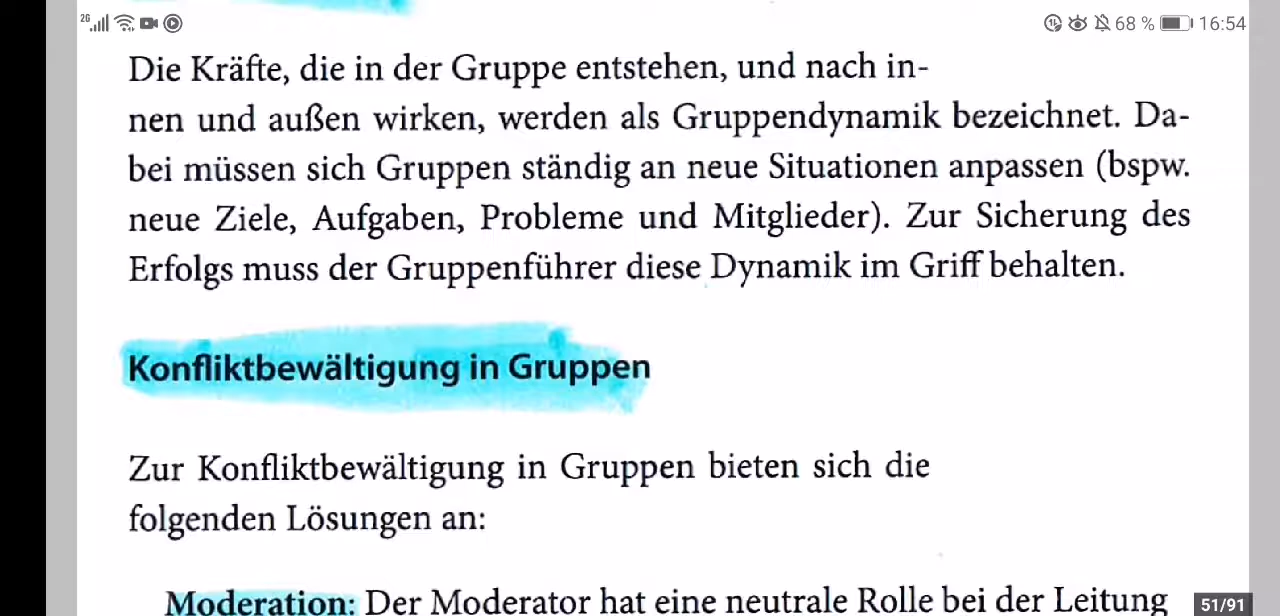 2G 68 % 16:54
Die Kräfte, die in der Gruppe entstehen, und nach in-
nen und außen wirken, werden als Gruppendynamik bezeichnet. Da-
bei müssen sich Gruppen ständig an neue Situationen anpassen (bspw.
neue Ziele, Aufgaben, Probleme und Mitglieder). Zur Sicherung des
Erfolgs muss der Gruppenführer diese Dynamik im Griff behalten.
Konfliktbewältigung in Gruppen
Zur Konfliktbewältigung in Gruppen bieten sich die
folgenden Lösungen an:
Moderation: Der Moderator hat eine neutrale Rolle bei der Leitung
51/91